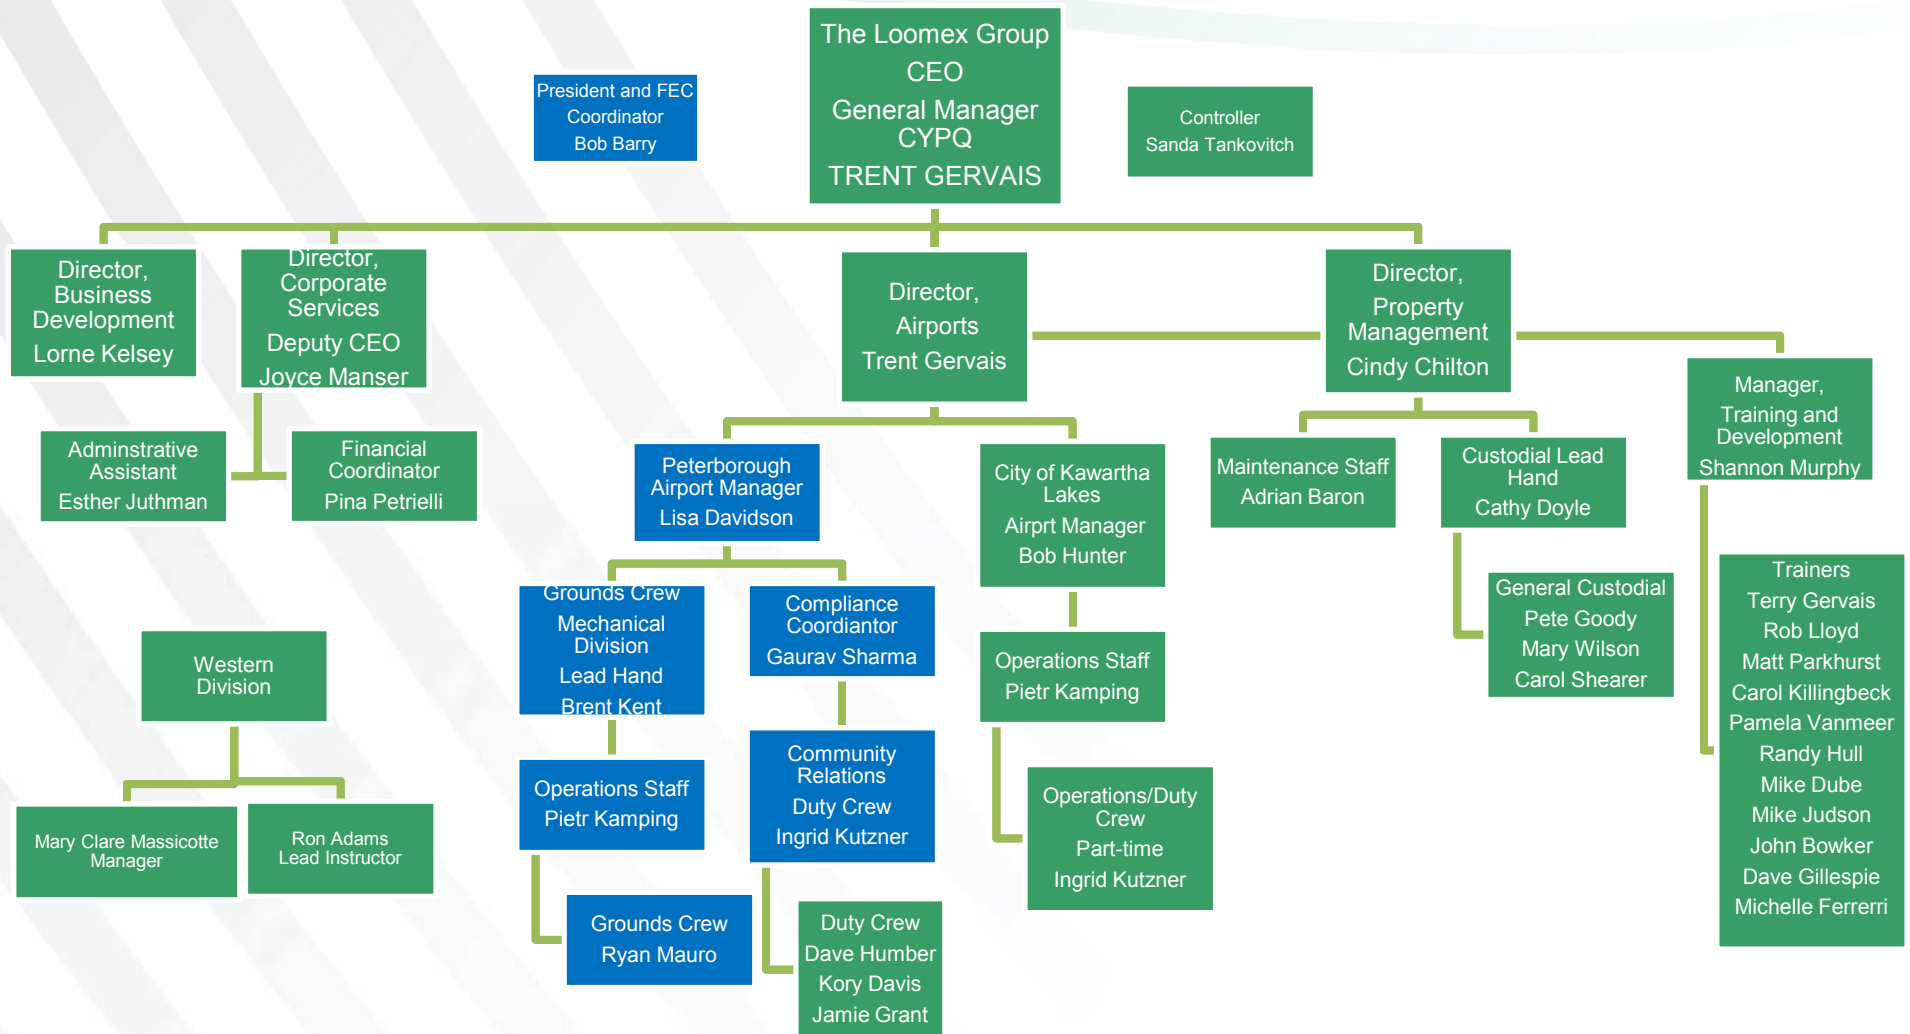 The Loomex Group
CEO
General Manager
CYPQ
TRENT GERVAIS
President and FEC
Coordinator
Bob Barry
Controller
Sanda Tankovitch
Director,
Business
Development
Lorne Kelsey
Director,
Corporate
Services
Deputy CEO
Joyce Manser
Director,
Airports
Trent Gervais
Director,
Property
Management
Cindy Chilton
Manager,
Training and
Development
Shannon Murphy
Adminstrative
Assistant
Esther Juthman
Financial
Coordinator
Pina Petrielli
Peterborough
Airport Manager
Lisa Davidson
City of Kawartha
Lakes
Airprt Manager
Bob Hunter
Maintenance Staff
Adrian Baron
Custodial Lead
Hand
Cathy Doyle
Grounds Crew
Mechanical
Division
Lead Hand
Brent Kent
Compliance
Coordiantor
Gaurav Sharma
Operations Staff
Pietr Kamping
General Custodial
Pete Goody
Mary Wilson
Carol Shearer
Trainers
Terry Gervais
Rob Lloyd
Matt Parkhurst
Carol Killingbeck
Pamela Vanmeer
Randy Hull
Mike Dube
Mike Judson
John Bowker
Dave Gillespie
Michelle Ferrerri
Western
Division
Operations Staff
Pietr Kamping
Community
Relations
Duty Crew
Ingrid Kutzner
Operations/Duty
Crew
Part-time
Ingrid Kutzner
Mary Clare Massicotte
Manager
Ron Adams
Lead Instructor
Grounds Crew
Ryan Mauro
Duty Crew
Dave Humber
Kory Davis
Jamie Grant